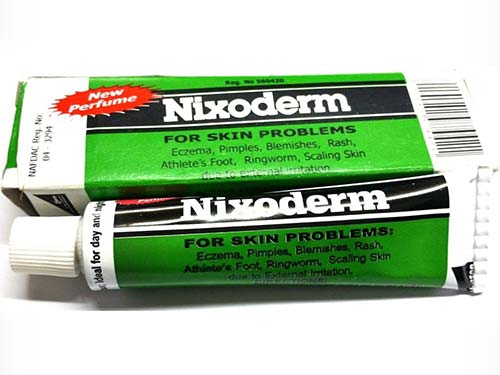 New
Perfume
NAFDAC Reg. No:
04 - 3294
Reg. No 560420
Nixoderm
FOR SKIN PROBLEMS
Eczema, Pimples, Blemishes, Rash,
Athlete's Foot, Ringworm, Scaling Skin
due to External Irritation
Ideal for day and
Nixoderm
FOR SKIN PROBLEMS:
Eczema, Pimples, Blemishes, Rash,
Athlete's Foot, Ringworm, Scaling Skin
due to External Irritation.